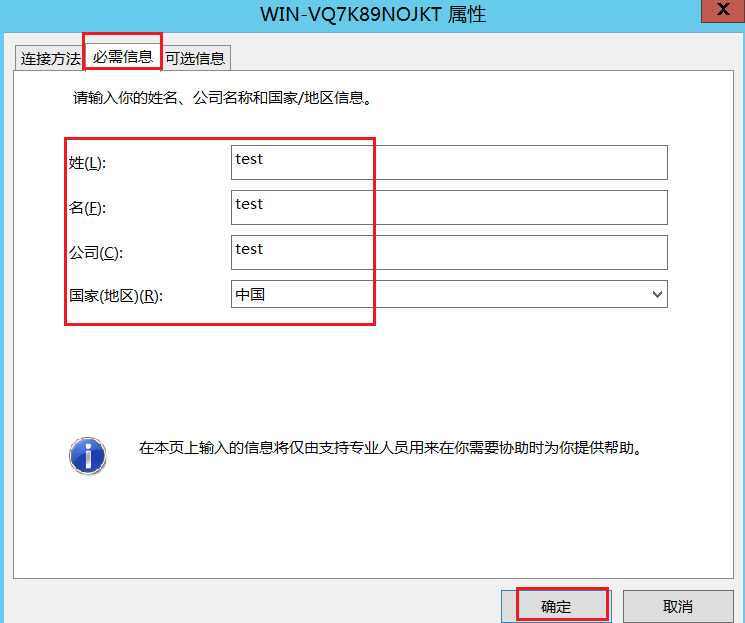 WIN-VQ7K89NOJKT 属性
X
连接方法 必需信息 可选信息
请输入你的姓名、公司名称和国家/地区信息。
姓(L): test
名(F): test
公司(C): test
国家(地区)(R): 中国
i
在本页上输入的信息将仅由支持专业人员用来在你需要协助时为你提供帮助。
确定 取消